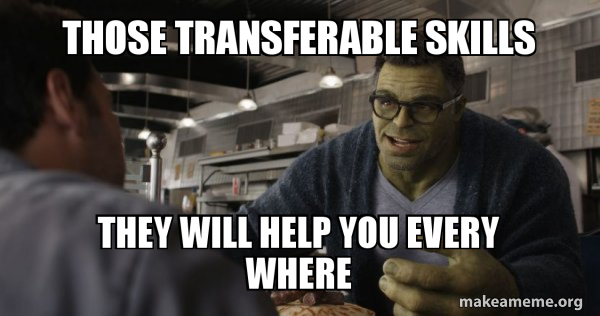 THOSE TRANSFERABLE SKILLS
THEY WILL HELP YOU EVERY
WHERE
makeameme.org